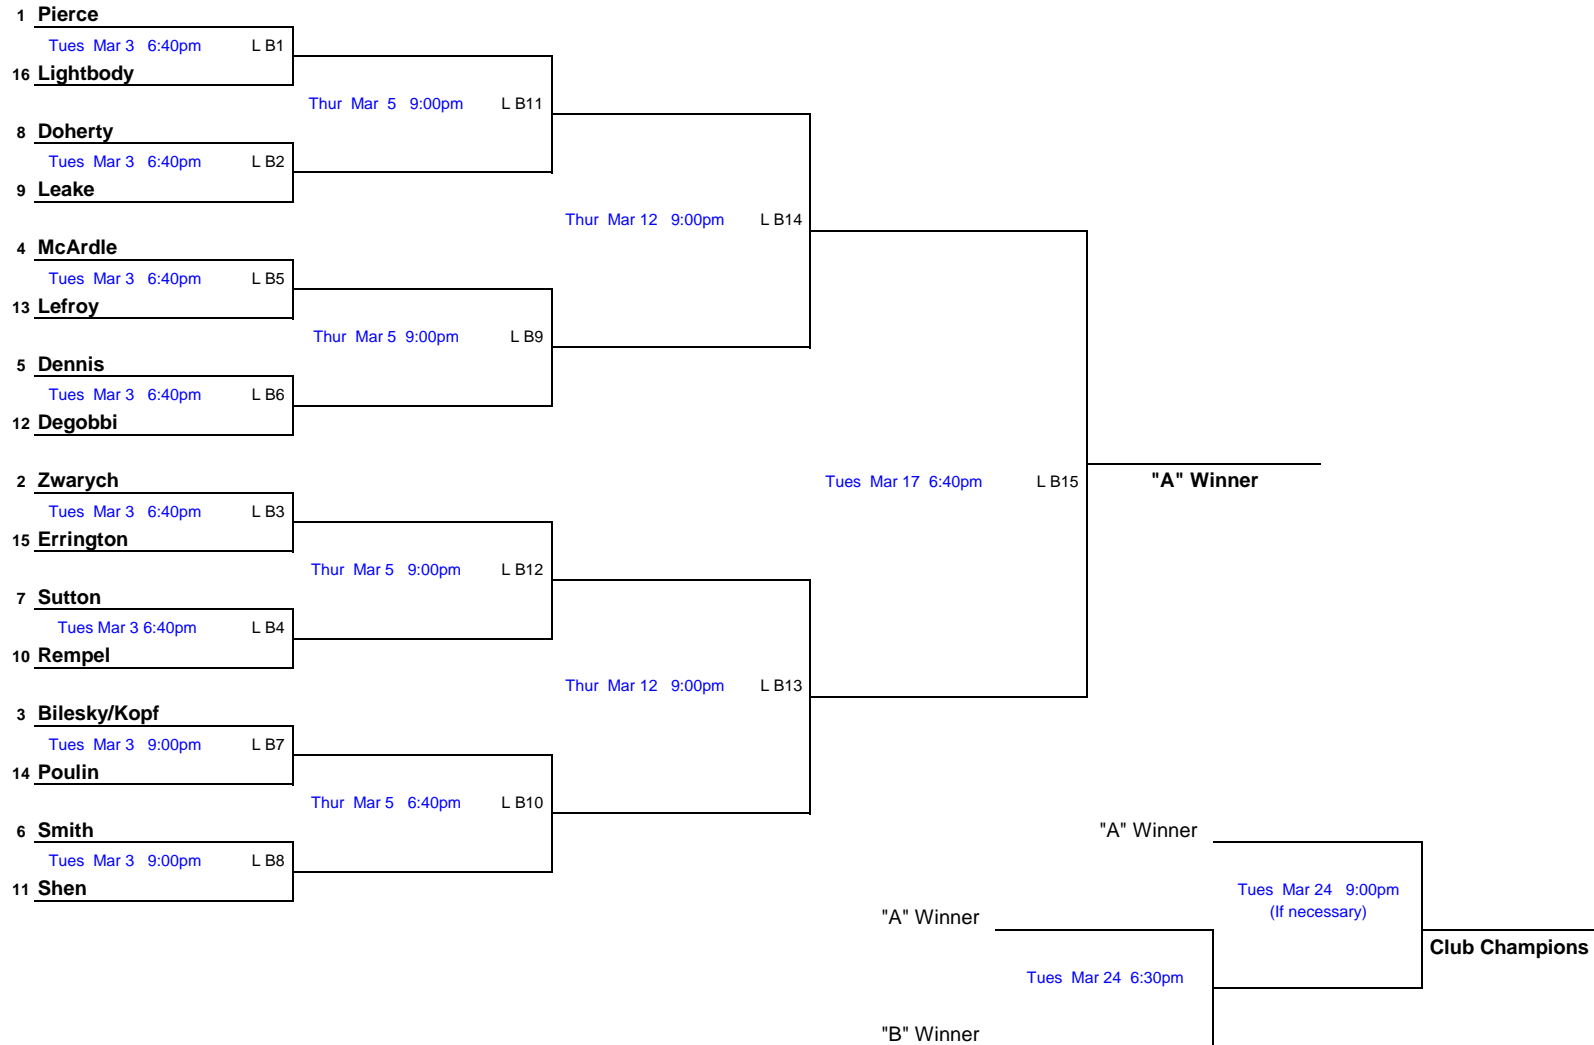 1 Pierce
Tues Mar 3 6:40pm L B1
16 Lightbody
Thur Mar 5 9:00pm L B11
8 Doherty
Tues Mar 3 6:40pm L B2
9 Leake
Thur Mar 12 9:00pm L B14
4 McArdle
Tues Mar 3 6:40pm L B5
13 Lefroy
Thur Mar 5 9:00pm L B9
5 Dennis
Tues Mar 3 6:40pm L B6
12 Degobbi
2 Zwarych
Tues Mar 17 6:40pm L B15 "A" Winner
Tues Mar 3 6:40pm L B3
15 Errington
Thur Mar 5 9:00pm L B12
7 Sutton
Tues Mar 3 6:40pm L B4
10 Rempel
Thur Mar 12 9:00pm L B13
3 Bilesky/Kopf
Tues Mar 3 9:00pm L B7
14 Poulin
Thur Mar 5 6:40pm L B10
6 Smith
"A" Winner
Tues Mar 3 9:00pm L B8
11 Shen
Tues Mar 24 9:00pm
(If necessary)
"A" Winner
Club Champions
Tues Mar 24 6:30pm
"B" Winner